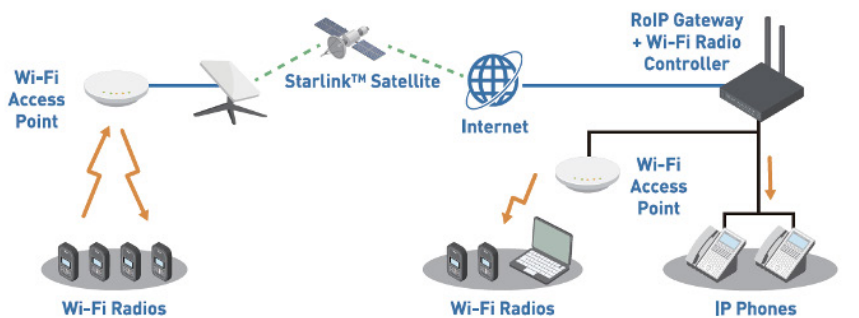 RoIP Gateway
+ Wi-Fi Radio
Controller
Wi-Fi
Access
Point
Starlink™ Satellite
Internet
Wi-Fi
Access
Point
Wi-Fi Radios
Wi-Fi Radios
IP Phones